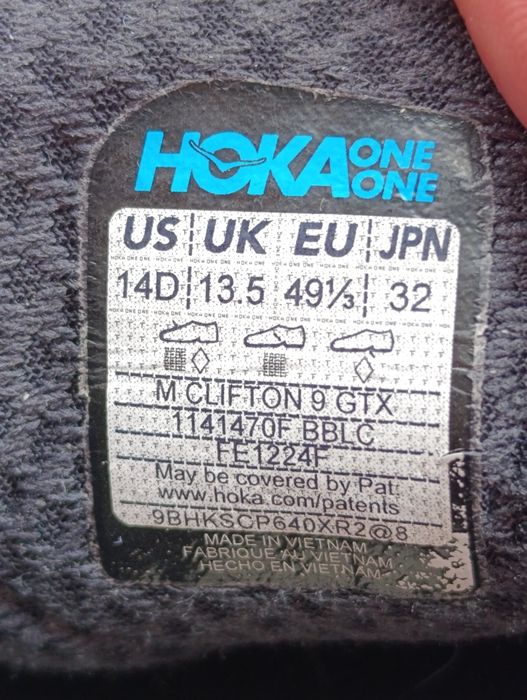 HOKA ONE ONE
US UK EU JPN
14D 13.5 49⅓ 32
M CLIFTON 9 GTX
1141470F BBLC
FE1224F
May be covered by Pat:
www.hoka.com/patents
9BHKSCP640XR2@8
MADE IN VIETNAM
FABRIQUE AU VIETNAM
HECHO EN VIETNAM